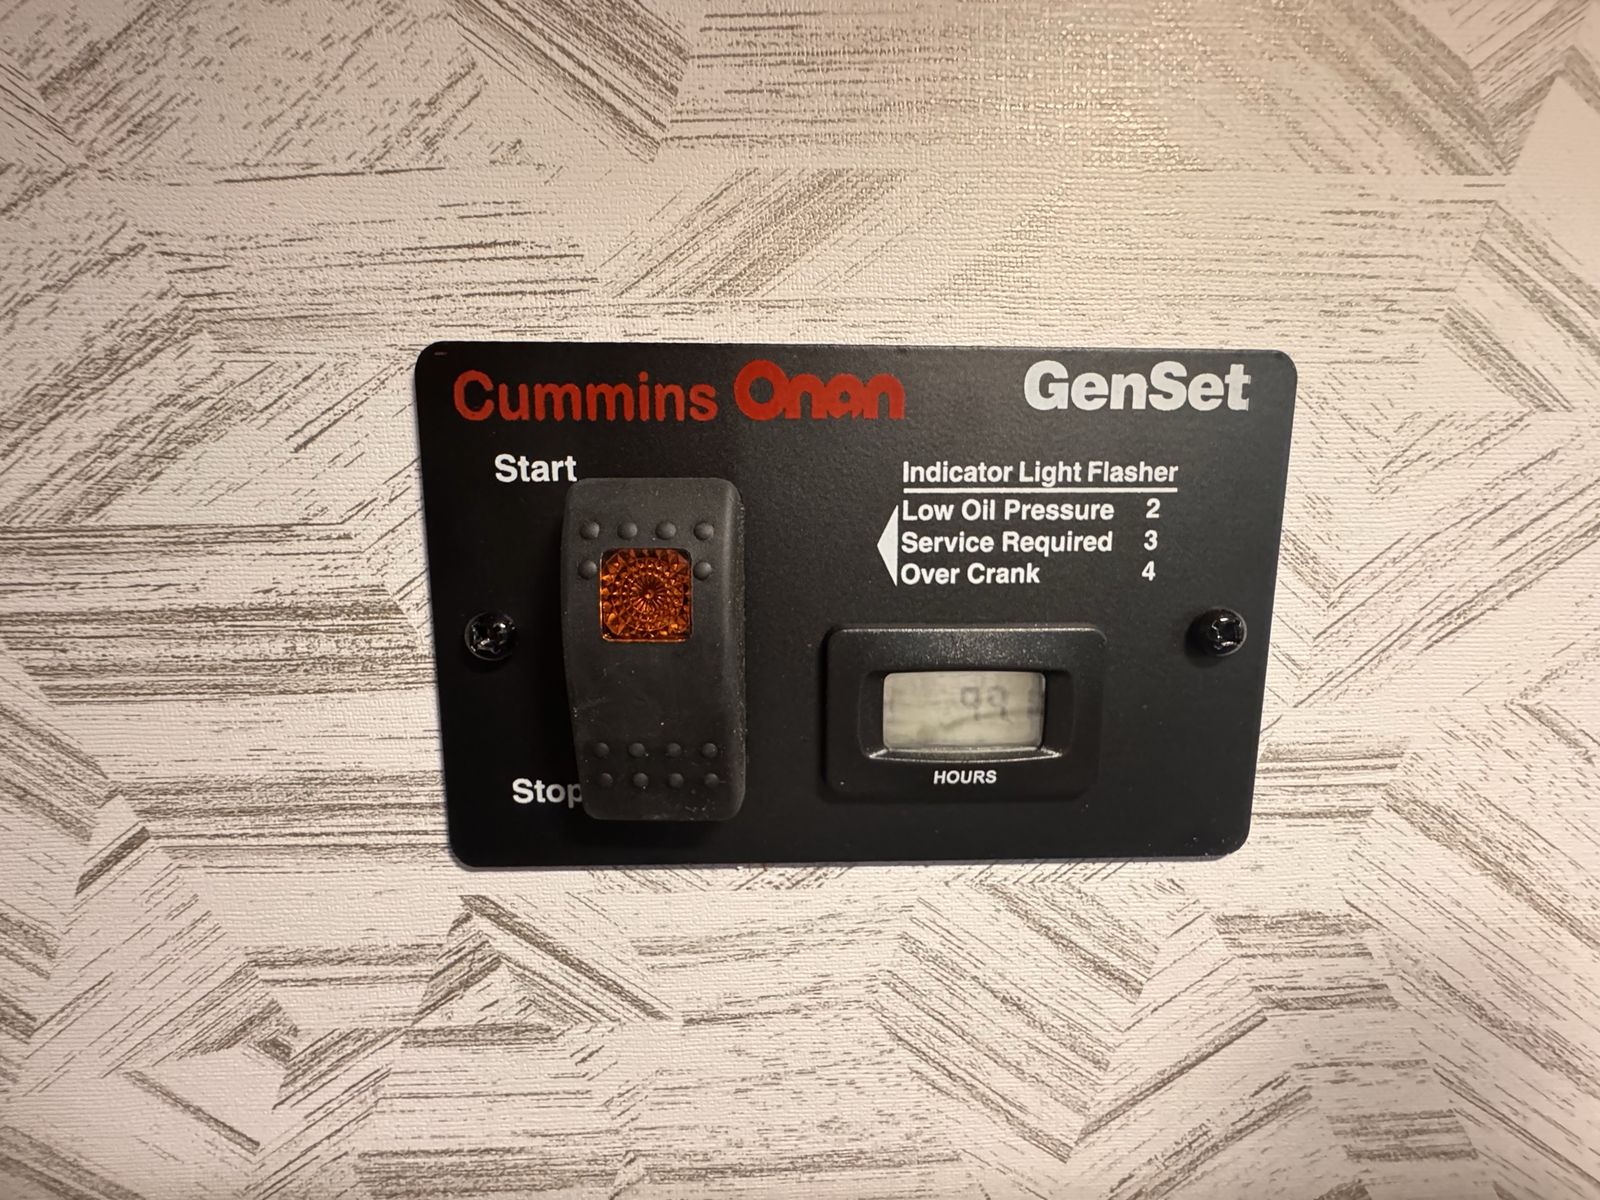 Cummins Onan GenSet
Start
Indicator Light Flasher
Low Oil Pressure 2
Service Required 3
Over Crank 4
Stop
HOURS